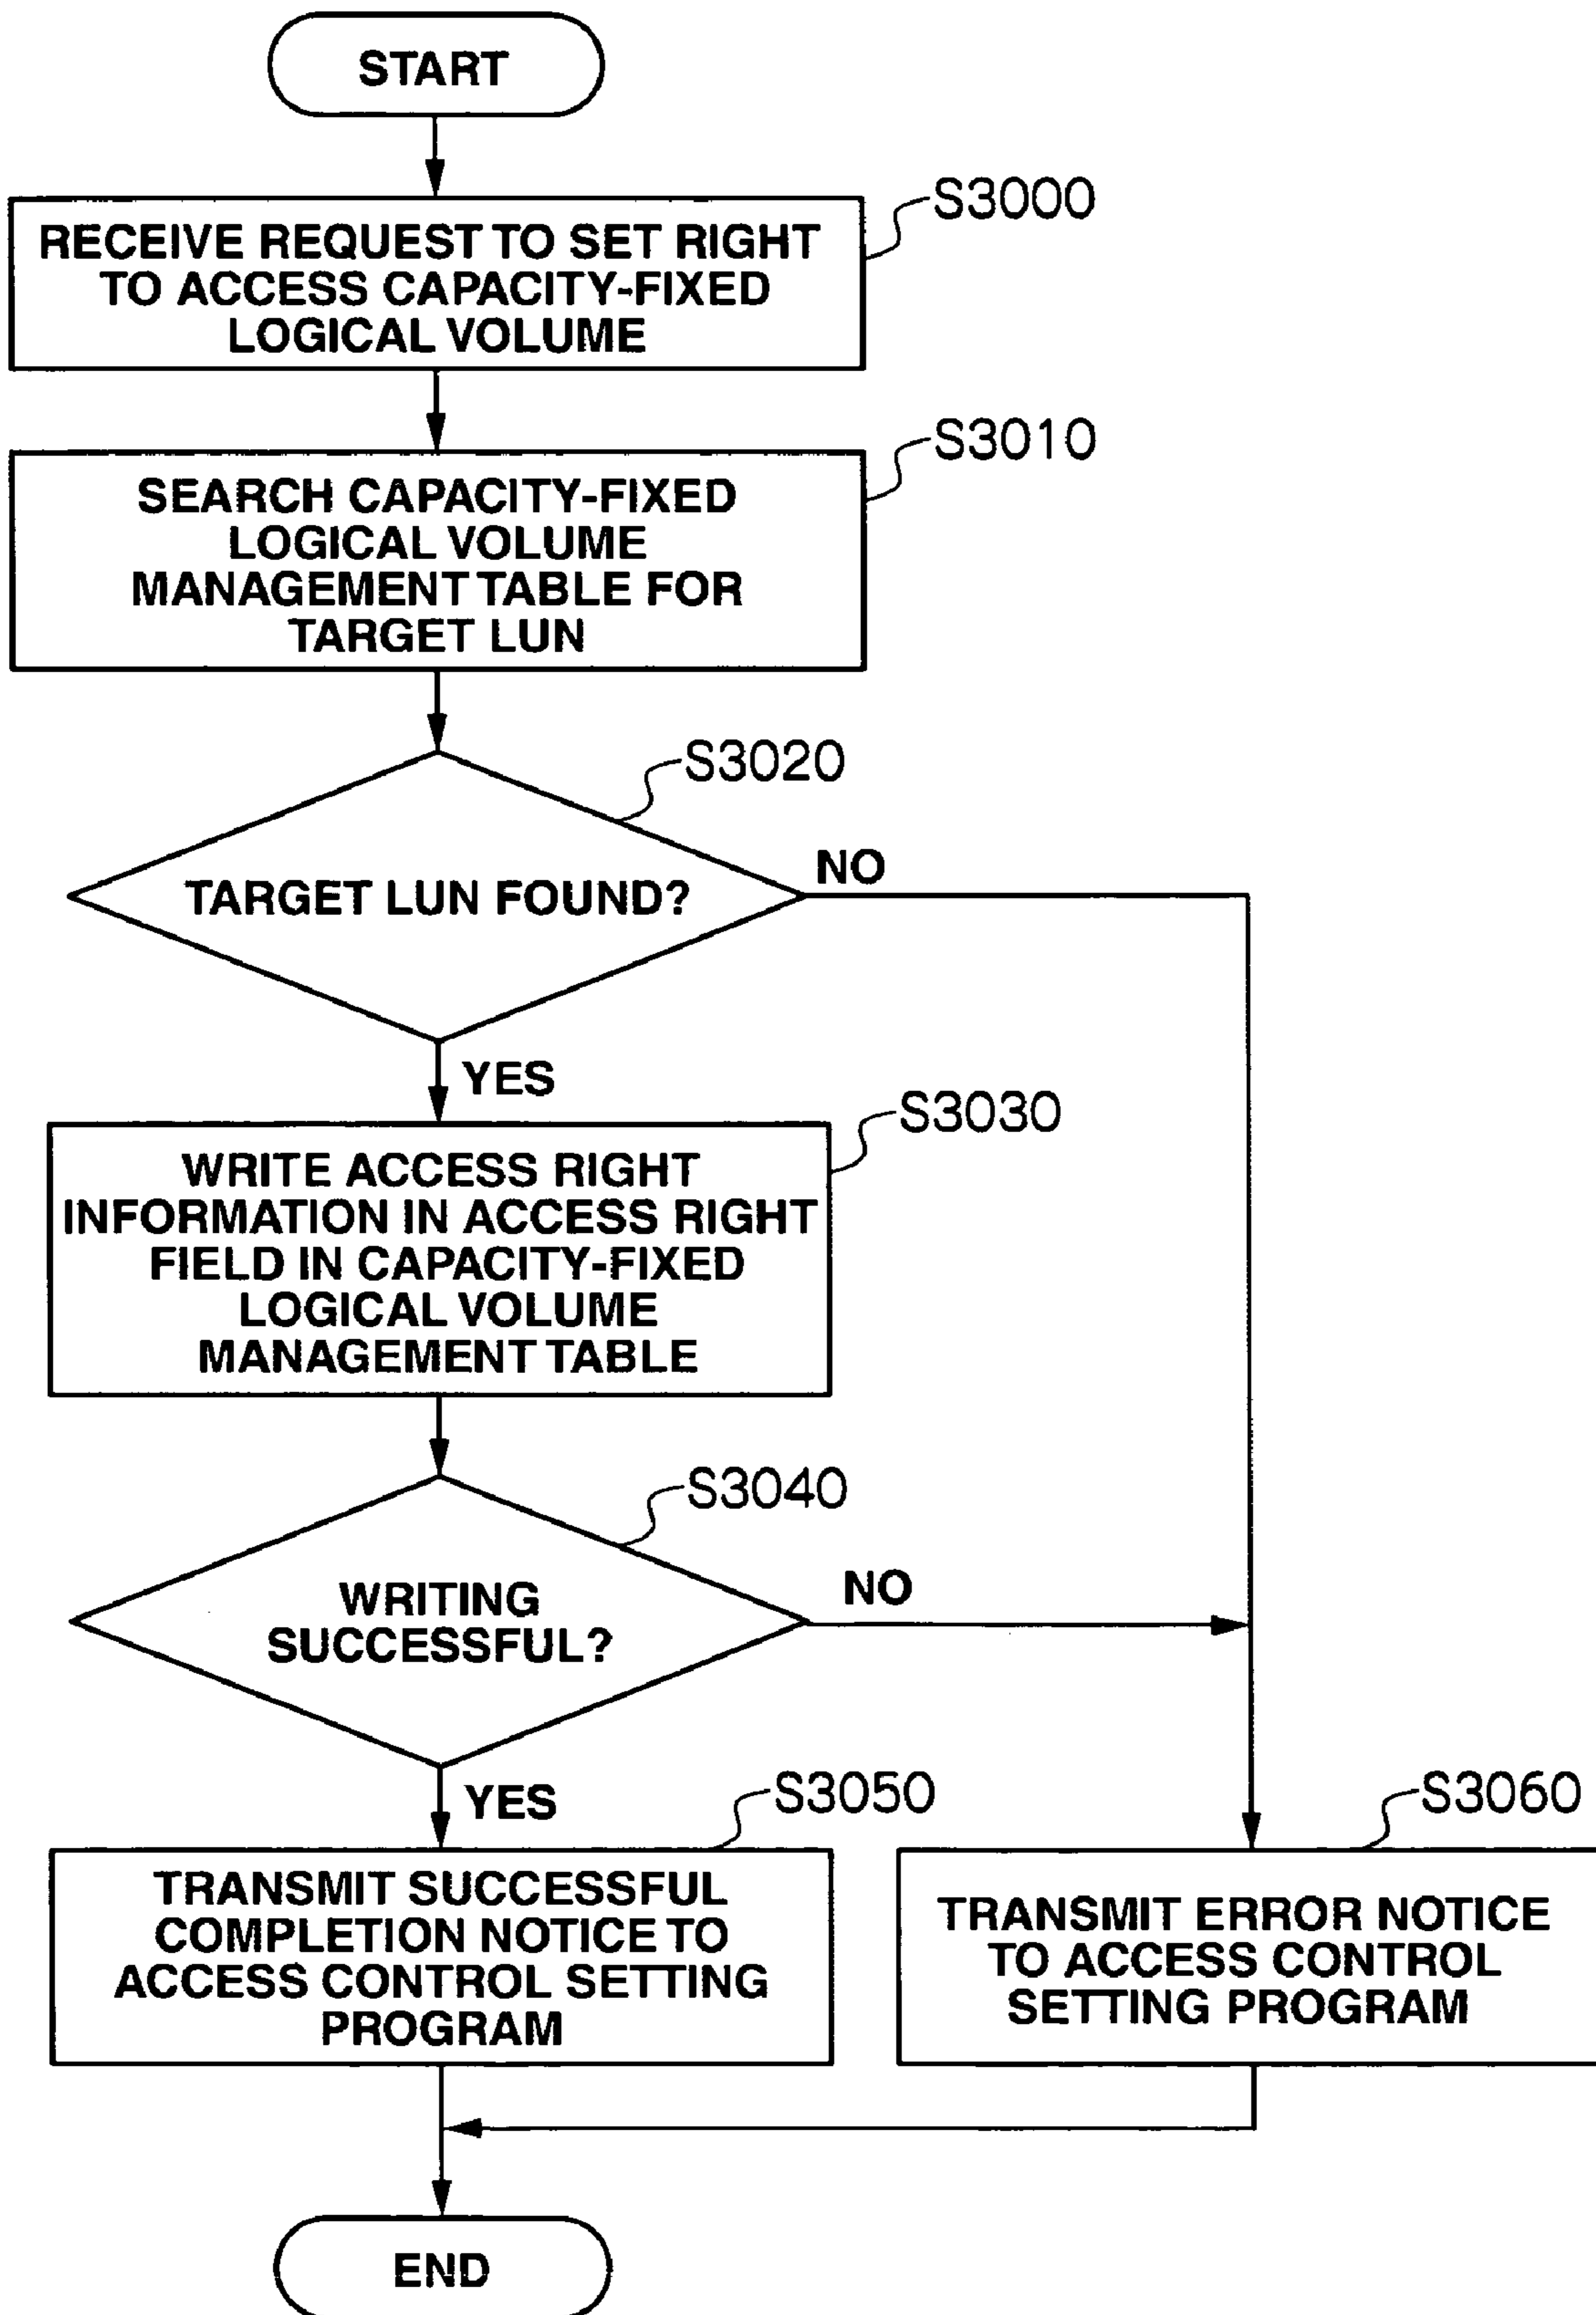 START
S3000
RECEIVE REQUEST TO SET RIGHT
TO ACCESS CAPACITY-FIXED
LOGICAL VOLUME
S3010
SEARCH CAPACITY-FIXED
LOGICAL VOLUME
MANAGEMENT TABLE FOR
TARGET LUN
S3020
TARGET LUN FOUND?
NO
YES
S3030
WRITE ACCESS RIGHT
INFORMATION IN ACCESS RIGHT
FIELD IN CAPACITY-FIXED
LOGICAL VOLUME
MANAGEMENT TABLE
S3040
WRITING
SUCCESSFUL?
NO
YES
S3050
TRANSMIT SUCCESSFUL
COMPLETION NOTICE TO
ACCESS CONTROL SETTING
PROGRAM
S3060
TRANSMIT ERROR NOTICE
TO ACCESS CONTROL
SETTING PROGRAM
END